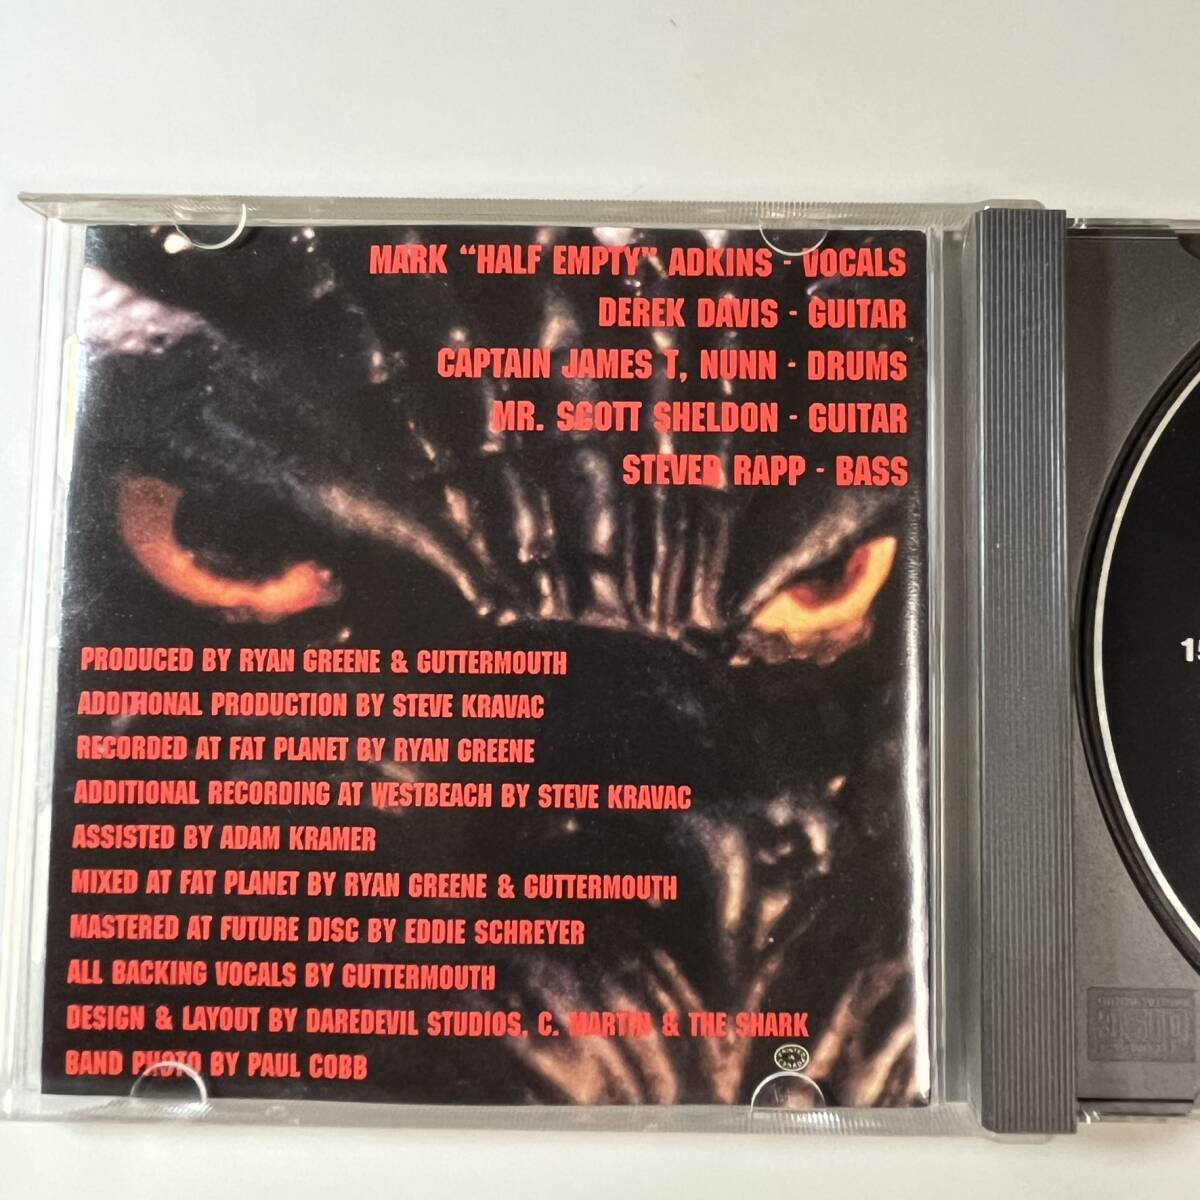 MARK “HALF EMPTY” ADKINS - VOCALS
DEREK DAVIS - GUITAR
CAPTAIN JAMES T. NUNN - DRUMS
MR. SCOTT SHELDON - GUITAR
STEVEN RAPP - BASS
PRODUCED BY RYAN GREENE & GUTTERMOUTH
ADDITIONAL PRODUCTION BY STEVE KRAVAC
RECORDED AT FAT PLANET BY RYAN GREENE
ADDITIONAL RECORDING AT WESTBEACH BY STEVE KRAVAC
ASSISTED BY ADAM KRAMER
MIXED AT FAT PLANET BY RYAN GREENE & GUTTERMOUTH
MASTERED AT FUTURE DISC BY EDDIE SCHREYER
ALL BACKING VOCALS BY GUTTERMOUTH
DESIGN & LAYOUT BY DAREDEVIL STUDIOS, C. MARTIN & THE SHARK
BAND PHOTO BY PAUL COBB
PRINTED
CANADA
15